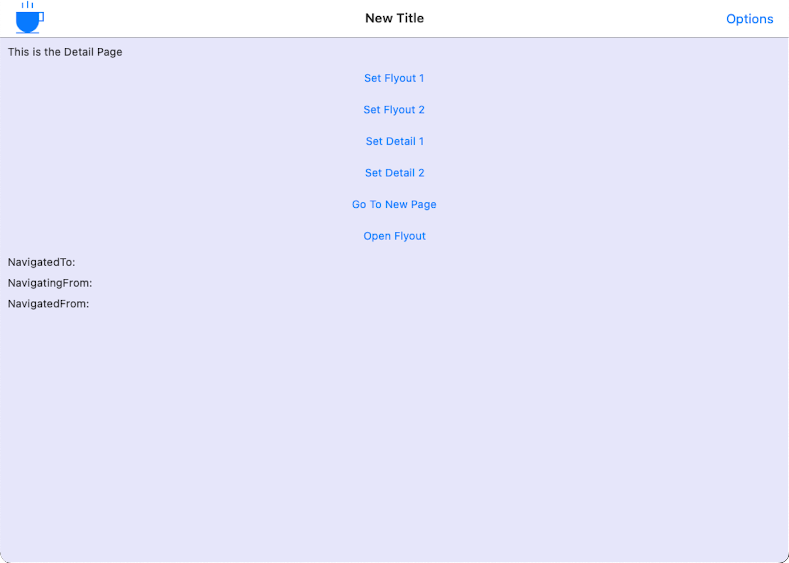 New Title
Options
This is the Detail Page
Set Flyout 1
Set Flyout 2
Set Detail 1
Set Detail 2
Go To New Page
Open Flyout
NavigatedTo:
NavigatingFrom:
NavigatedFrom: